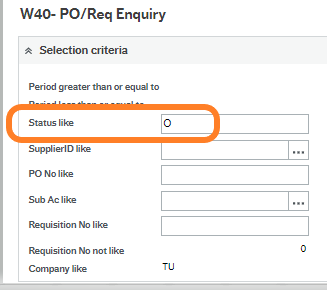 W40- PO/Req Enquiry
Selection criteria
Period greater than or equal to
Period less than or equal to
Status like O
SupplierID like ...
PO No like
Sub Ac like ...
Requisition No like
Requisition No not like 0
Company like TU